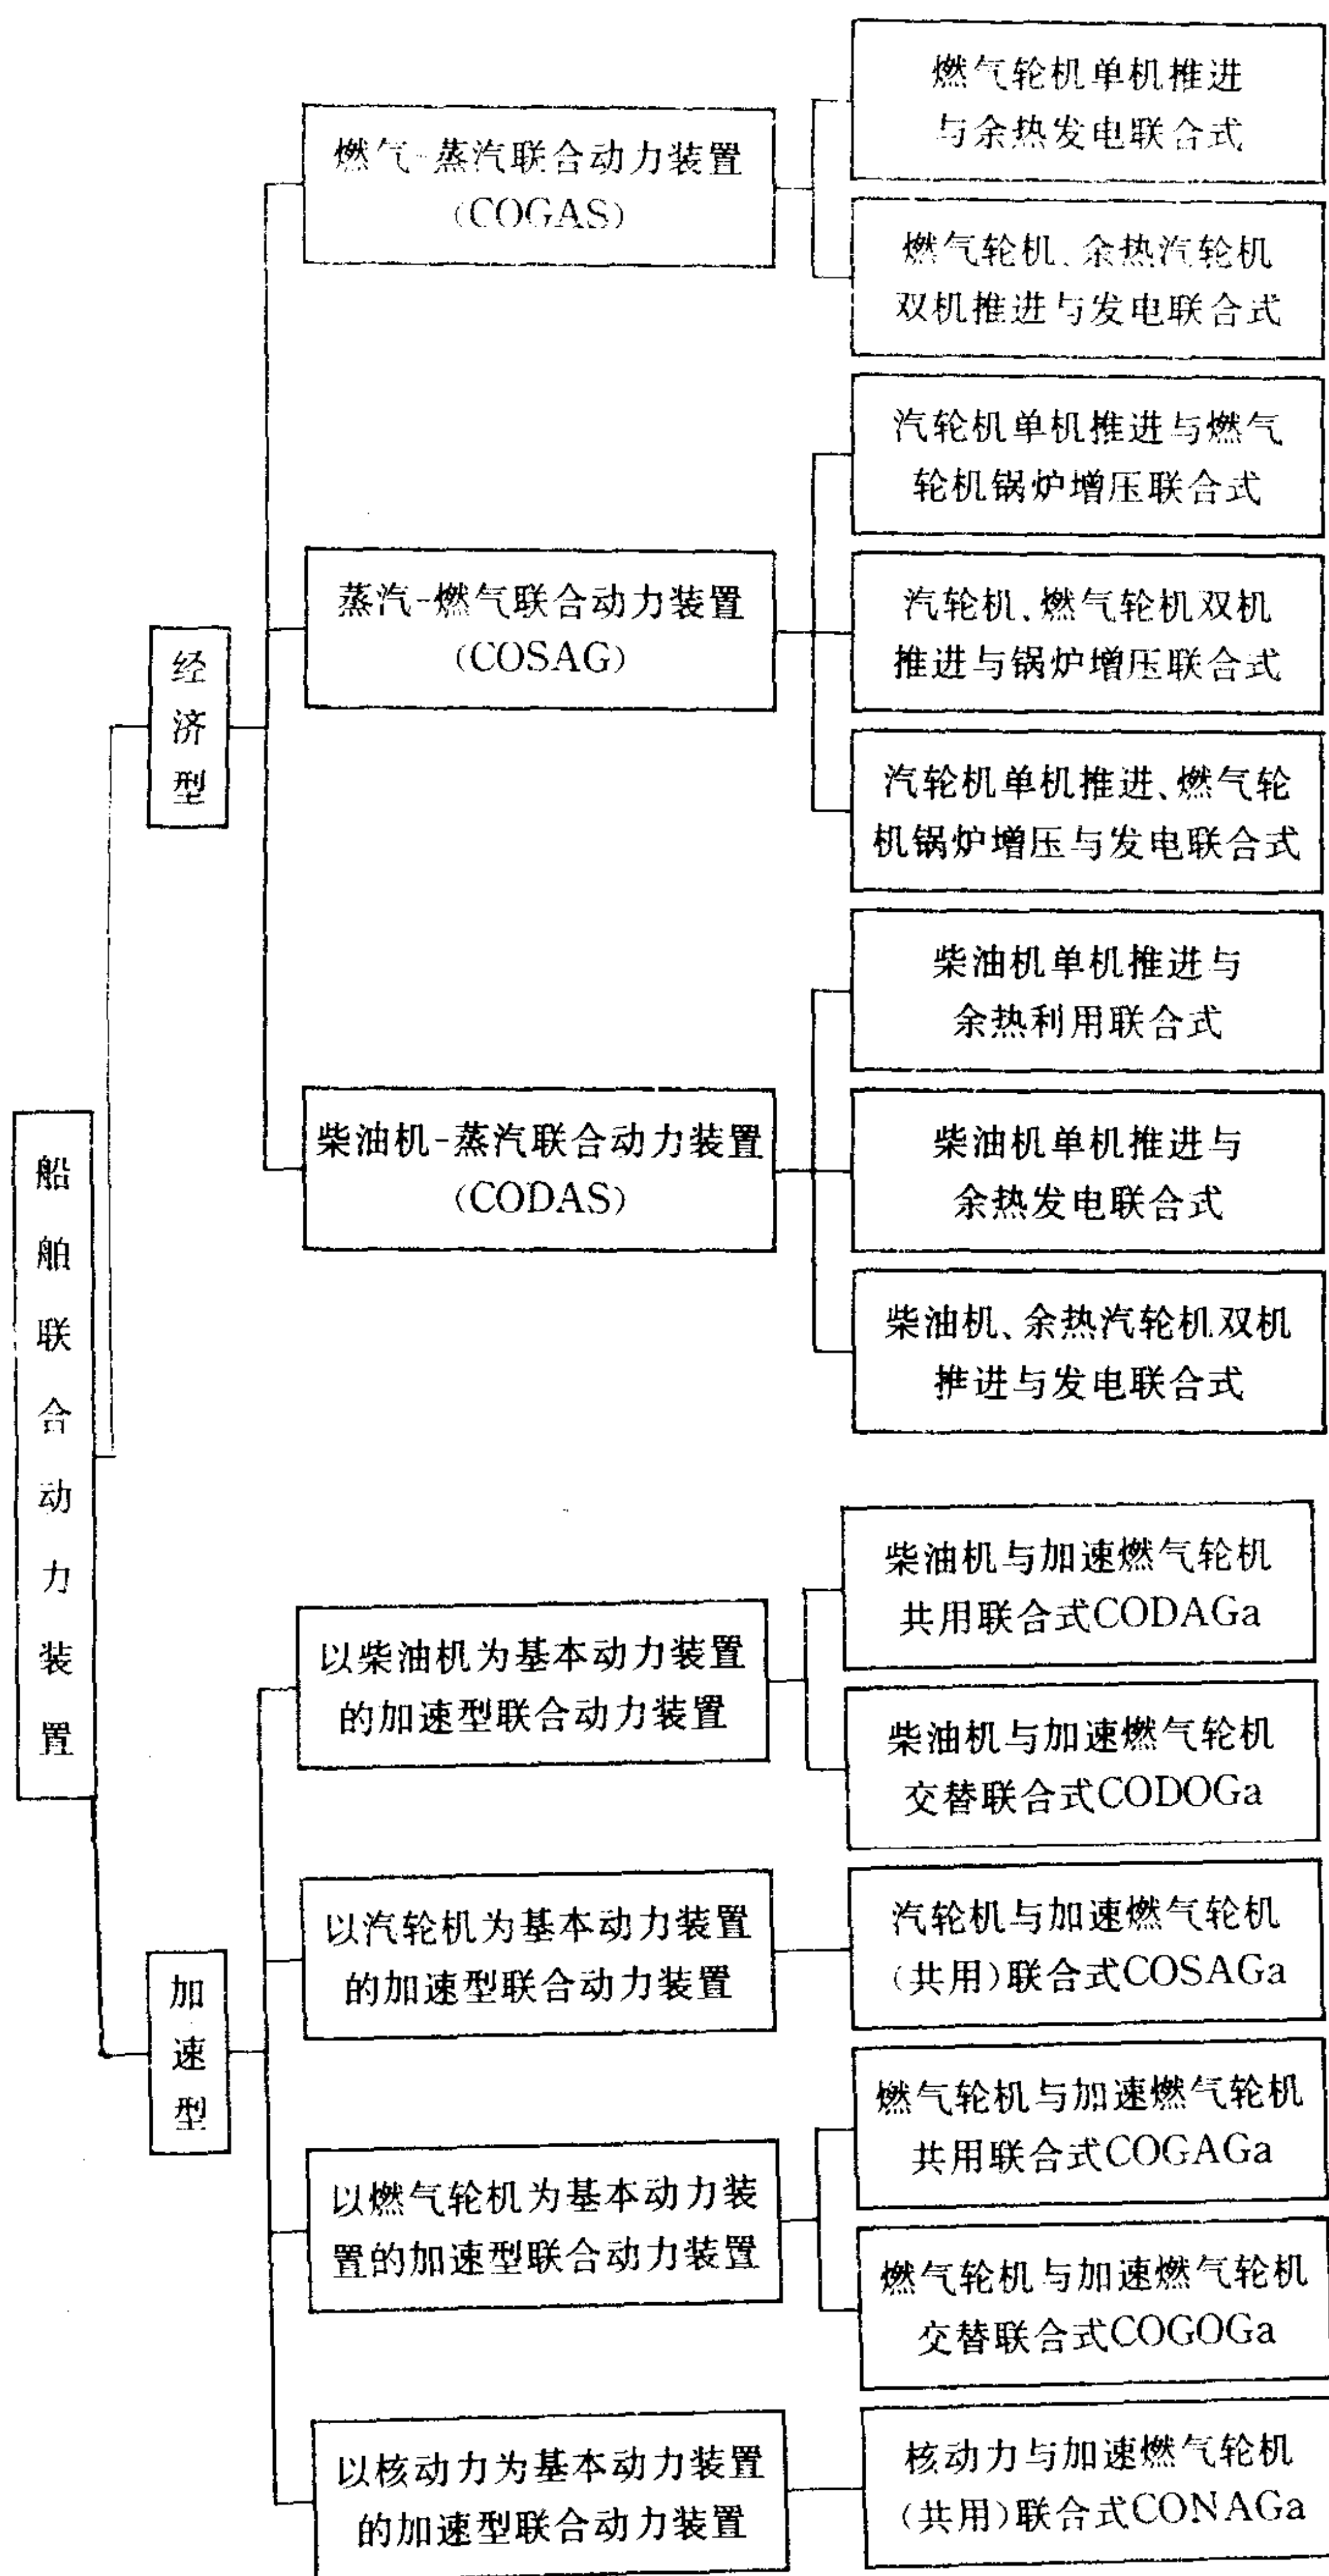 船舶联合动力装置
经济型
燃气-蒸汽联合动力装置
(COGAS)
燃气轮机单机推进
与余热发电联合式
燃气轮机、余热汽轮机
双机推进与发电联合式
蒸汽-燃气联合动力装置
(COSAG)
汽轮机单机推进与燃气
轮机锅炉增压联合式
汽轮机、燃气轮机双机
推进与锅炉增压联合式
汽轮机单机推进、燃气轮
机锅炉增压与发电联合式
柴油机-蒸汽联合动力装置
(CODAS)
柴油机单机推进与
余热利用联合式
柴油机单机推进与
余热发电联合式
柴油机、余热汽轮机双机
推进与发电联合式
加速型
以柴油机为基本动力装置
的加速型联合动力装置
柴油机与加速燃气轮机
共用联合式CODAGa
柴油机与加速燃气轮机
交替联合式CODOGa
以汽轮机为基本动力装置
的加速型联合动力装置
汽轮机与加速燃气轮机
(共用)联合式COSAGa
以燃气轮机为基本动力装
置的加速型联合动力装置
燃气轮机与加速燃气轮机
共用联合式COGAGa
燃气轮机与加速燃气轮机
交替联合式COGOGa
以核动力为基本动力装置
的加速型联合动力装置
核动力与加速燃气轮机
(共用)联合式CONAGa